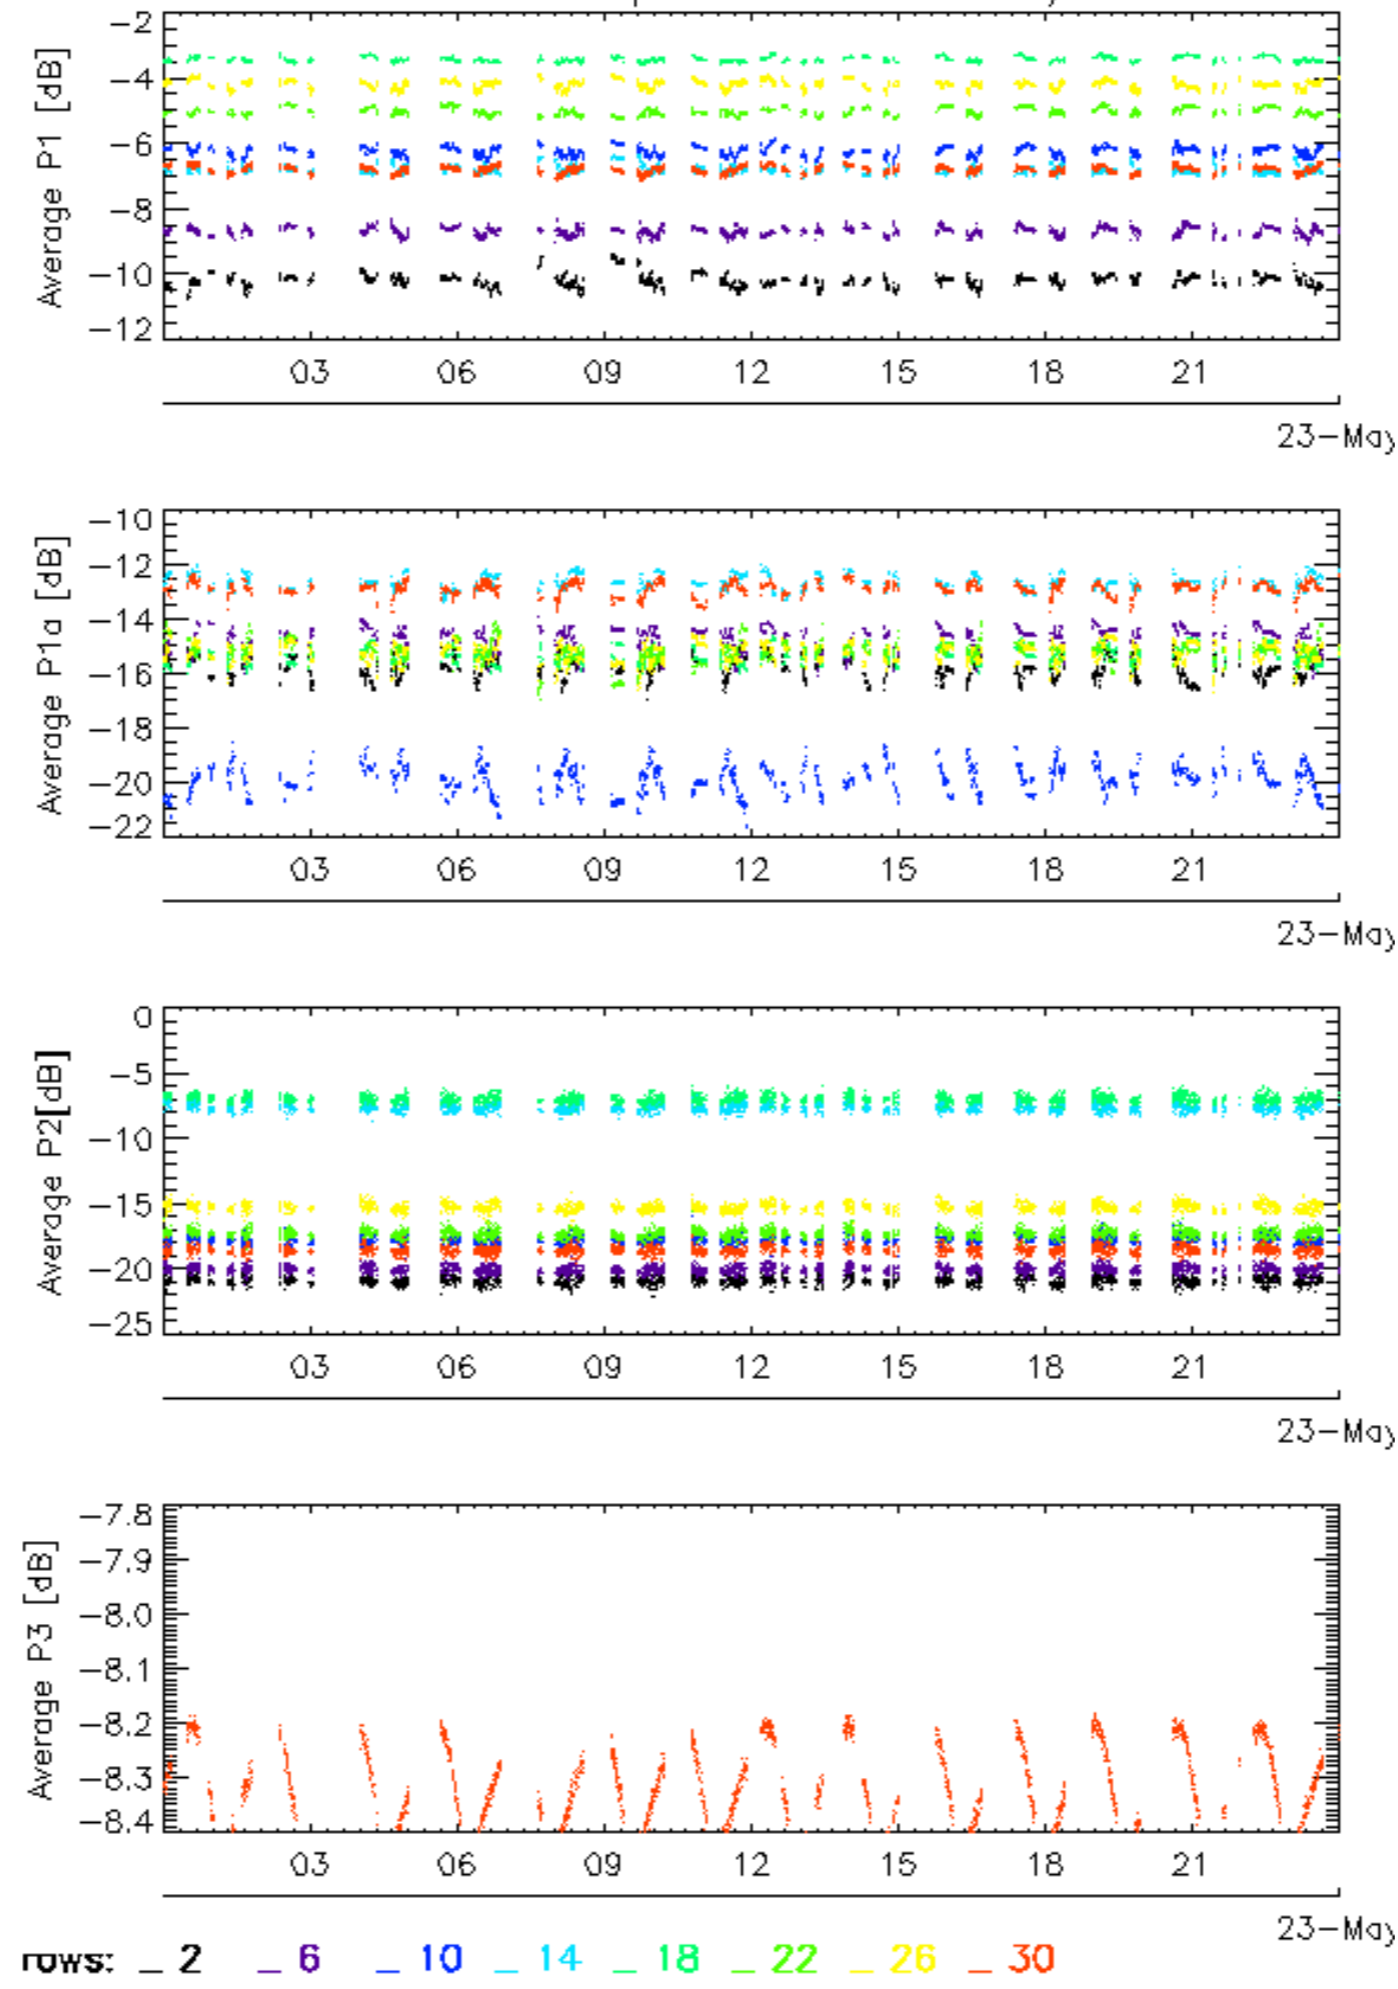 -2
-4
-6
-8
-10
-12
Average P1 [dB]
03 06 09 12 15 18 21
23-May
-10
-12
-14
-16
-18
-20
-22
Average P1a [dB]
03 06 09 12 15 18 21
23-May
0
-5
-10
-15
-20
-25
Average P2[dB]
03 06 09 12 15 18 21
23-May
-7.8
-7.9
-8.0
-8.1
-8.2
-8.3
-8.4
Average P3 [dB]
03 06 09 12 15 18 21
23-May
rows: _ 2 _ 6 _ 10 _ 14 _ 18 _ 22 _ 26 _ 30